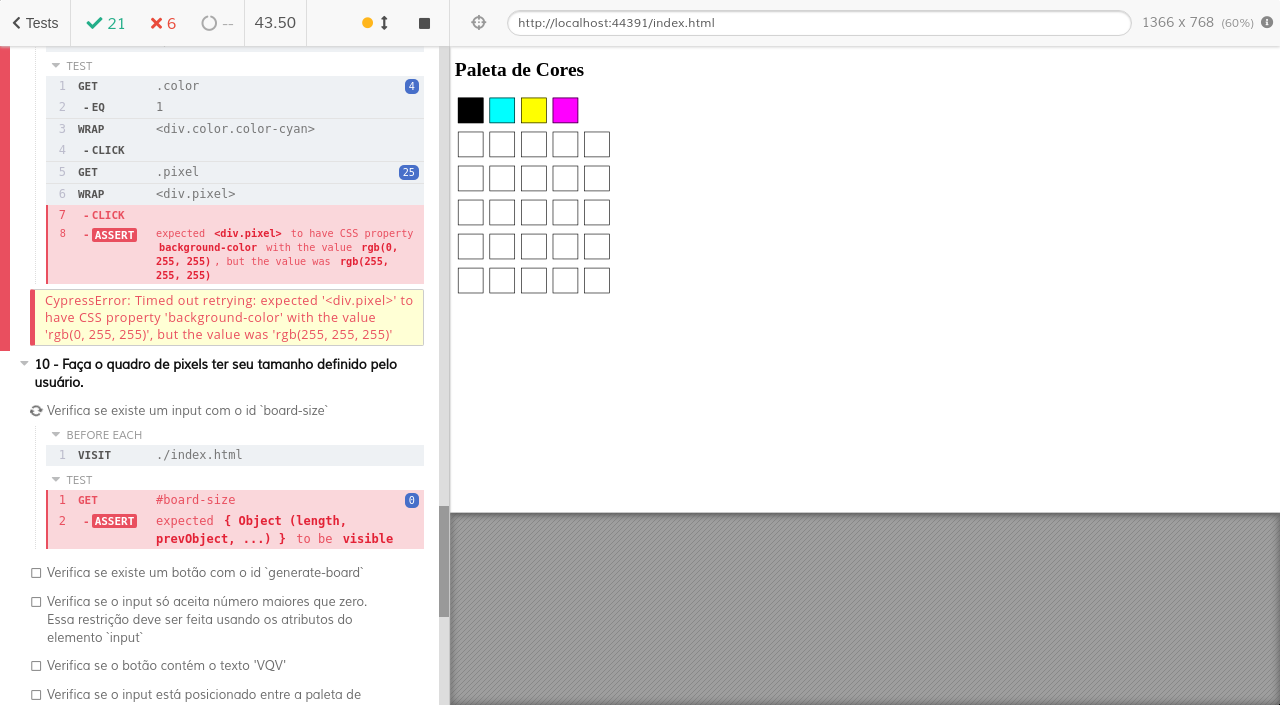 Tests 21 6 -- 43.50 http://localhost:44391/index.html 1366 x 768 (60%)
TEST
1 GET .color 4
2 - EQ 1
3 WRAP <div.color.color-cyan>
4 - CLICK
5 GET .pixel 25
6 WRAP <div.pixel>
7 - CLICK
8 - ASSERT expected <div.pixel> to have CSS property
background-color with the value rgb(0,
255, 255) , but the value was rgb(255,
255, 255)
CypressError: Timed out retrying: expected '<div.pixel>' to
have CSS property 'background-color' with the value
'rgb(0, 255, 255)', but the value was 'rgb(255, 255, 255)'
10 - Faça o quadro de pixels ter seu tamanho definido pelo
usuário.
Verifica se existe um input com o id `board-size`
BEFORE EACH
1 VISIT ./index.html
TEST
1 GET #board-size 0
2 - ASSERT expected { Object (length,
prevObject, ...) } to be visible
Verifica se existe um botão com o id `generate-board`
Verifica se o input só aceita número maiores que zero.
Essa restrição deve ser feita usando os atributos do
elemento `input`
Verifica se o botão contém o texto 'VQV'
Verifica se o input está posicionado entre a paleta de
Paleta de Cores